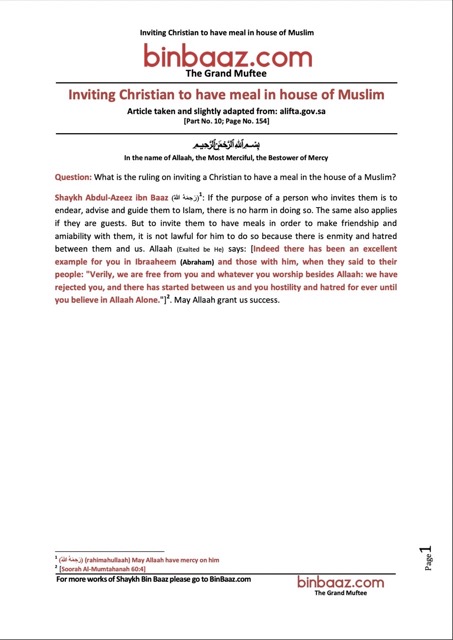 Inviting Christian to have meal in house of Muslim
binbaaz.com
The Grand Muftee
Inviting Christian to have meal in house of Muslim
Article taken and slightly adapted from: alifta.gov.sa
[Part No. 10; Page No. 154]
بِسْمِ اللهِ الرَّحْمٰنِ الرَّحِيمِ
In the name of Allaah, the Most Merciful, the Bestower of Mercy
Question: What is the ruling on inviting a Christian to have a meal in the house of a Muslim?
Shaykh Abdul-Azeez ibn Baaz (رَحِمَهُ اللهُ)1: If the purpose of a person who invites them is to
endear, advise and guide them to Islam, there is no harm in doing so. The same also applies
if they are guests. But to invite them to have meals in order to make friendship and
amiability with them, it is not lawful for him to do so because there is enmity and hatred
between them and us. Allaah (Exalted be He) says: [Indeed there has been an excellent
example for you in Ibraaheem (Abraham) and those with him, when they said to their
people: "Verily, we are free from you and whatever you worship besides Allaah: we have
rejected you, and there has started between us and you hostility and hatred for ever until
you believe in Allaah Alone."]2. May Allaah grant us success.
1 (رَحِمَهُ اللهُ) (rahimahullaah) May Allaah have mercy on him
2 [Soorah Al-Mumtahanah 60:4]
For more works of Shaykh Bin Baaz please go to BinBaaz.com
binbaaz.com
The Grand Muftee
Page1